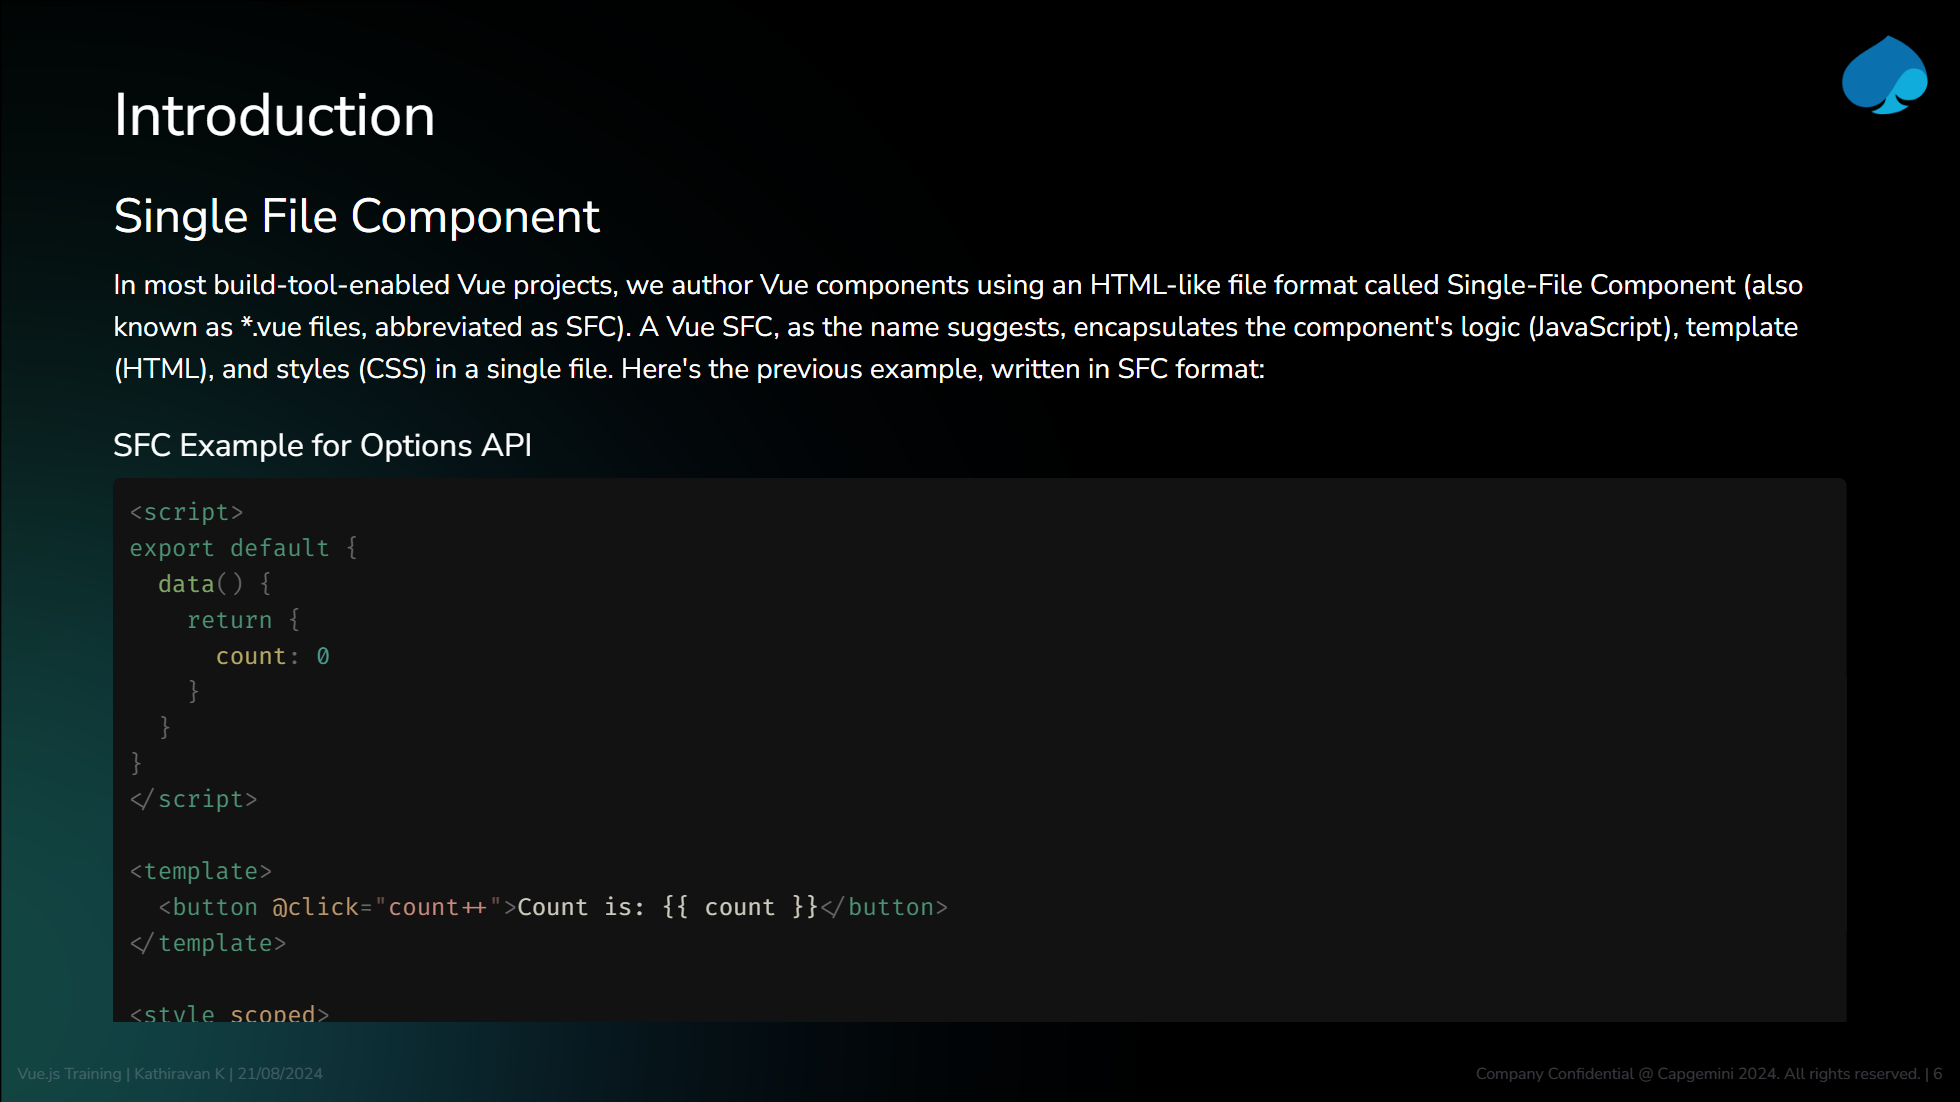 Introduction
Single File Component
In most build-tool-enabled Vue projects, we author Vue components using an HTML-like file format called Single-File Component (also
known as *.vue files, abbreviated as SFC). A Vue SFC, as the name suggests, encapsulates the component's logic (JavaScript), template
(HTML), and styles (CSS) in a single file. Here's the previous example, written in SFC format:
SFC Example for Options API
<script>
export default {
  data() {
    return {
      count: 0
    }
  }
}
</script>
<template>
  <button @click="count++">Count is: {{ count }}</button>
</template>
<style scoped>
Vue.js Training | Kathiravan K | 21/08/2024
Company Confidential @ Capgemini 2024. All rights reserved. | 6